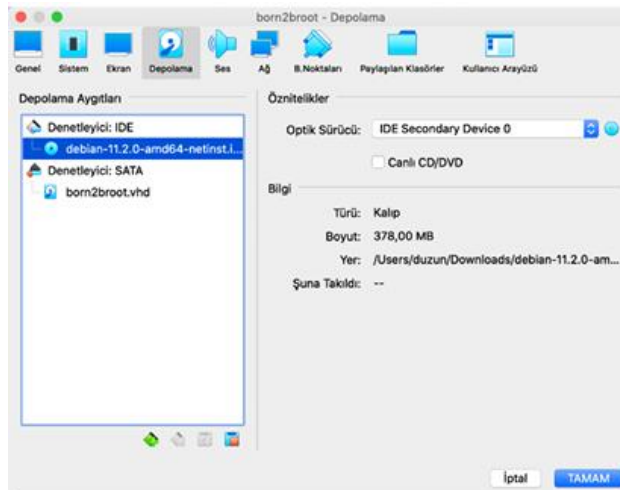 born2broot - Depolama
Genel Sistem Ekran Depolama Ses Ağ B.Noktaları Paylaşılan Klasörler Kullanıcı Arayüzü
Depolama Aygıtları
Denetleyici: IDE
debian-11.2.0-amd64-netinst.i...
Denetleyici: SATA
born2broot.vhd
Öznitelikler
Optik Sürücü: IDE Secondary Device 0
Canlı CD/DVD
Bilgi
Türü: Kalıp
Boyut: 378,00 MB
Yer: /Users/duzun/Downloads/debian-11.2.0-am...
Şuna Takıldı: --
İptal TAMAM